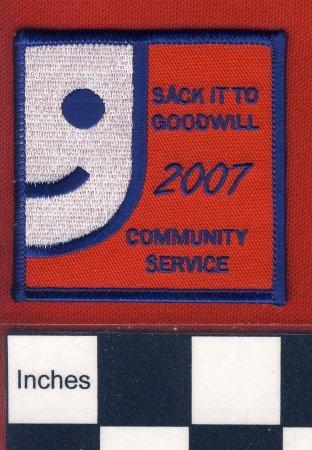 SACK IT TO
GOODWILL
2007
COMMUNITY
SERVICE
Inches